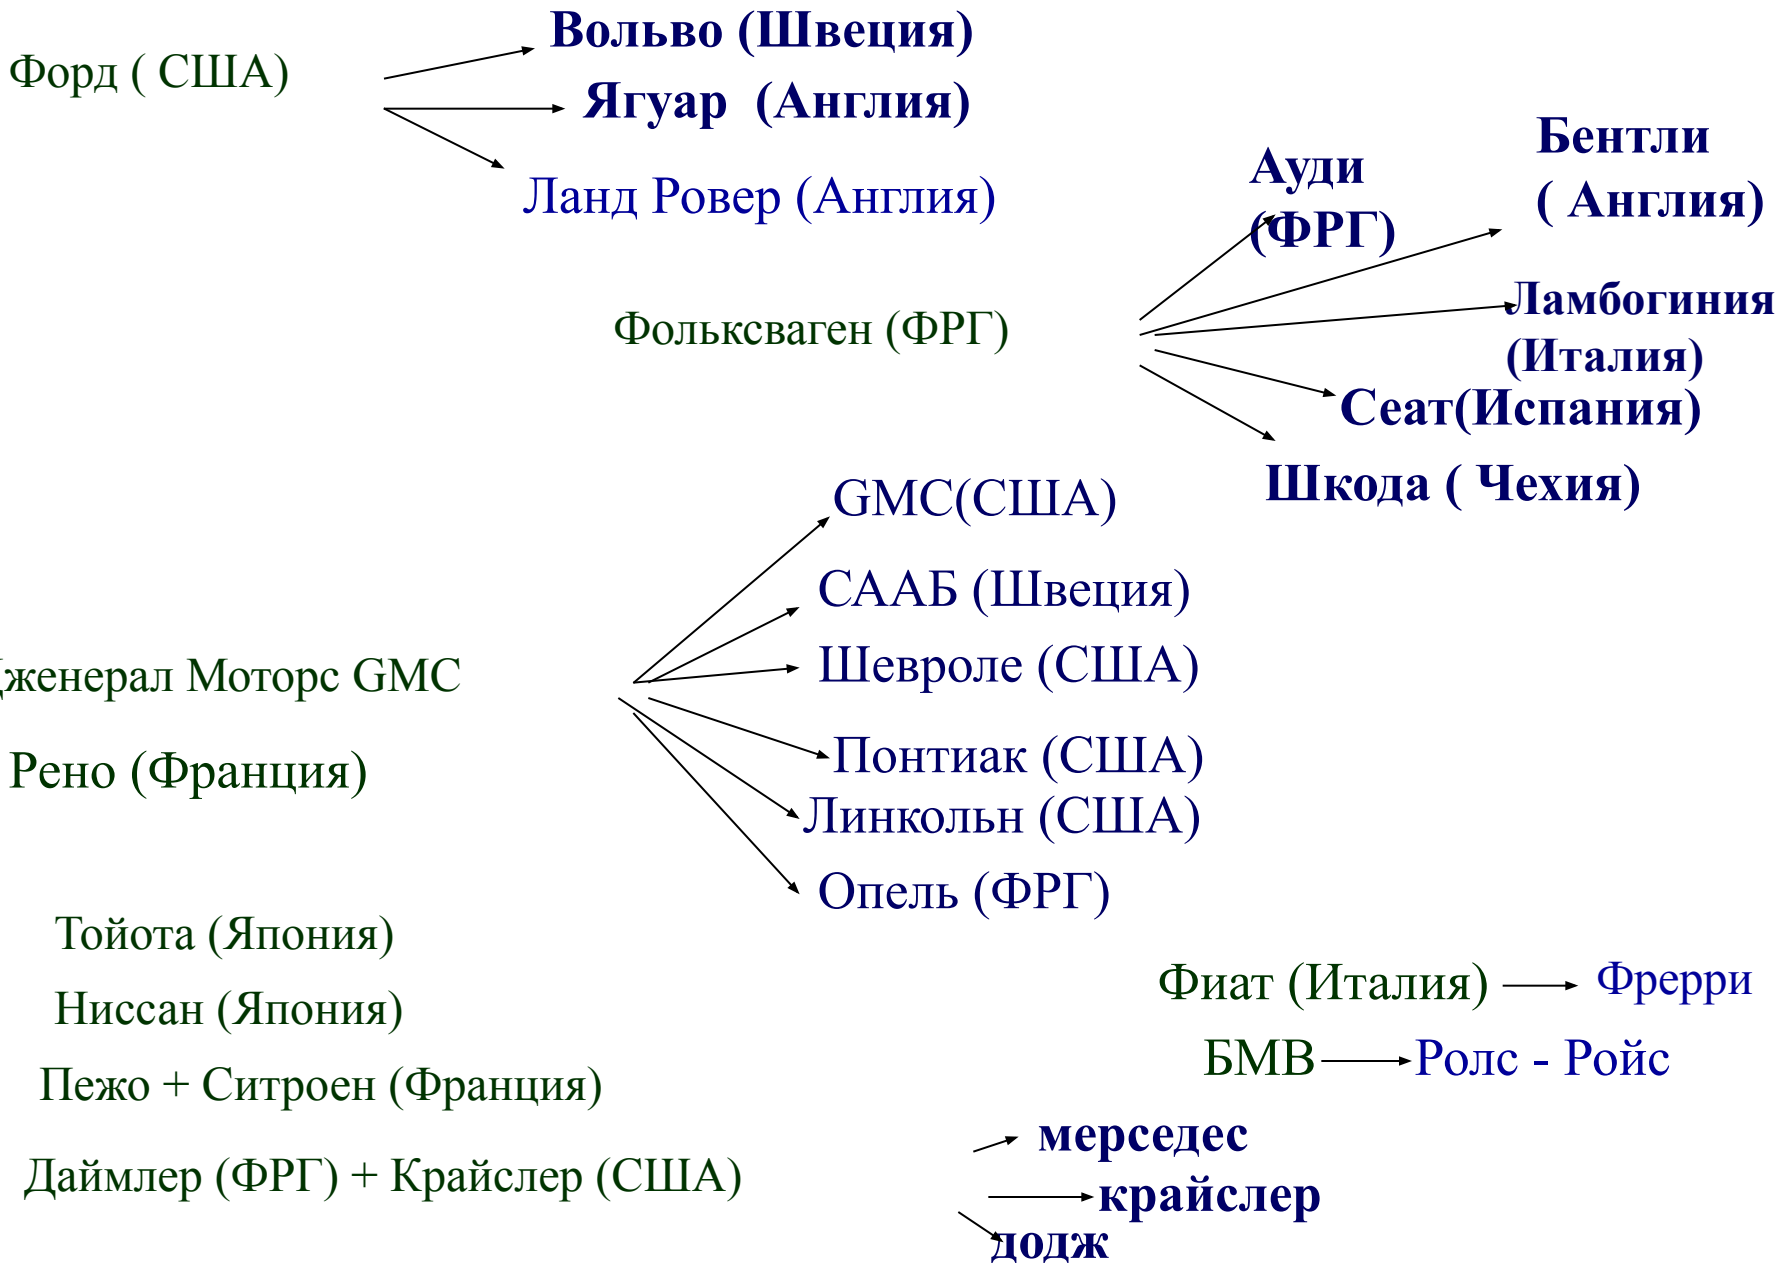 Вольво (Швеция)
Форд ( США)
Ягуар (Англия)
Ланд Ровер (Англия)
Бентли
( Англия)
Ауди
(ФРГ)
Фольксваген (ФРГ)
Ламбогиния
(Италия)
Сеат(Испания)
Шкода ( Чехия)
GMC(США)
СААБ (Швеция)
Шевроле (США)
Дженерал Моторс GMC
Понтиак (США)
Рено (Франция)
Линкольн (США)
Опель (ФРГ)
Тойота (Япония)
Ниссан (Япония)
Фиат (Италия) Фрерри
БМВ Ролс - Ройс
Пежо + Ситроен (Франция)
Даймлер (ФРГ) + Крайслер (США)
мерседес
крайслер
додж